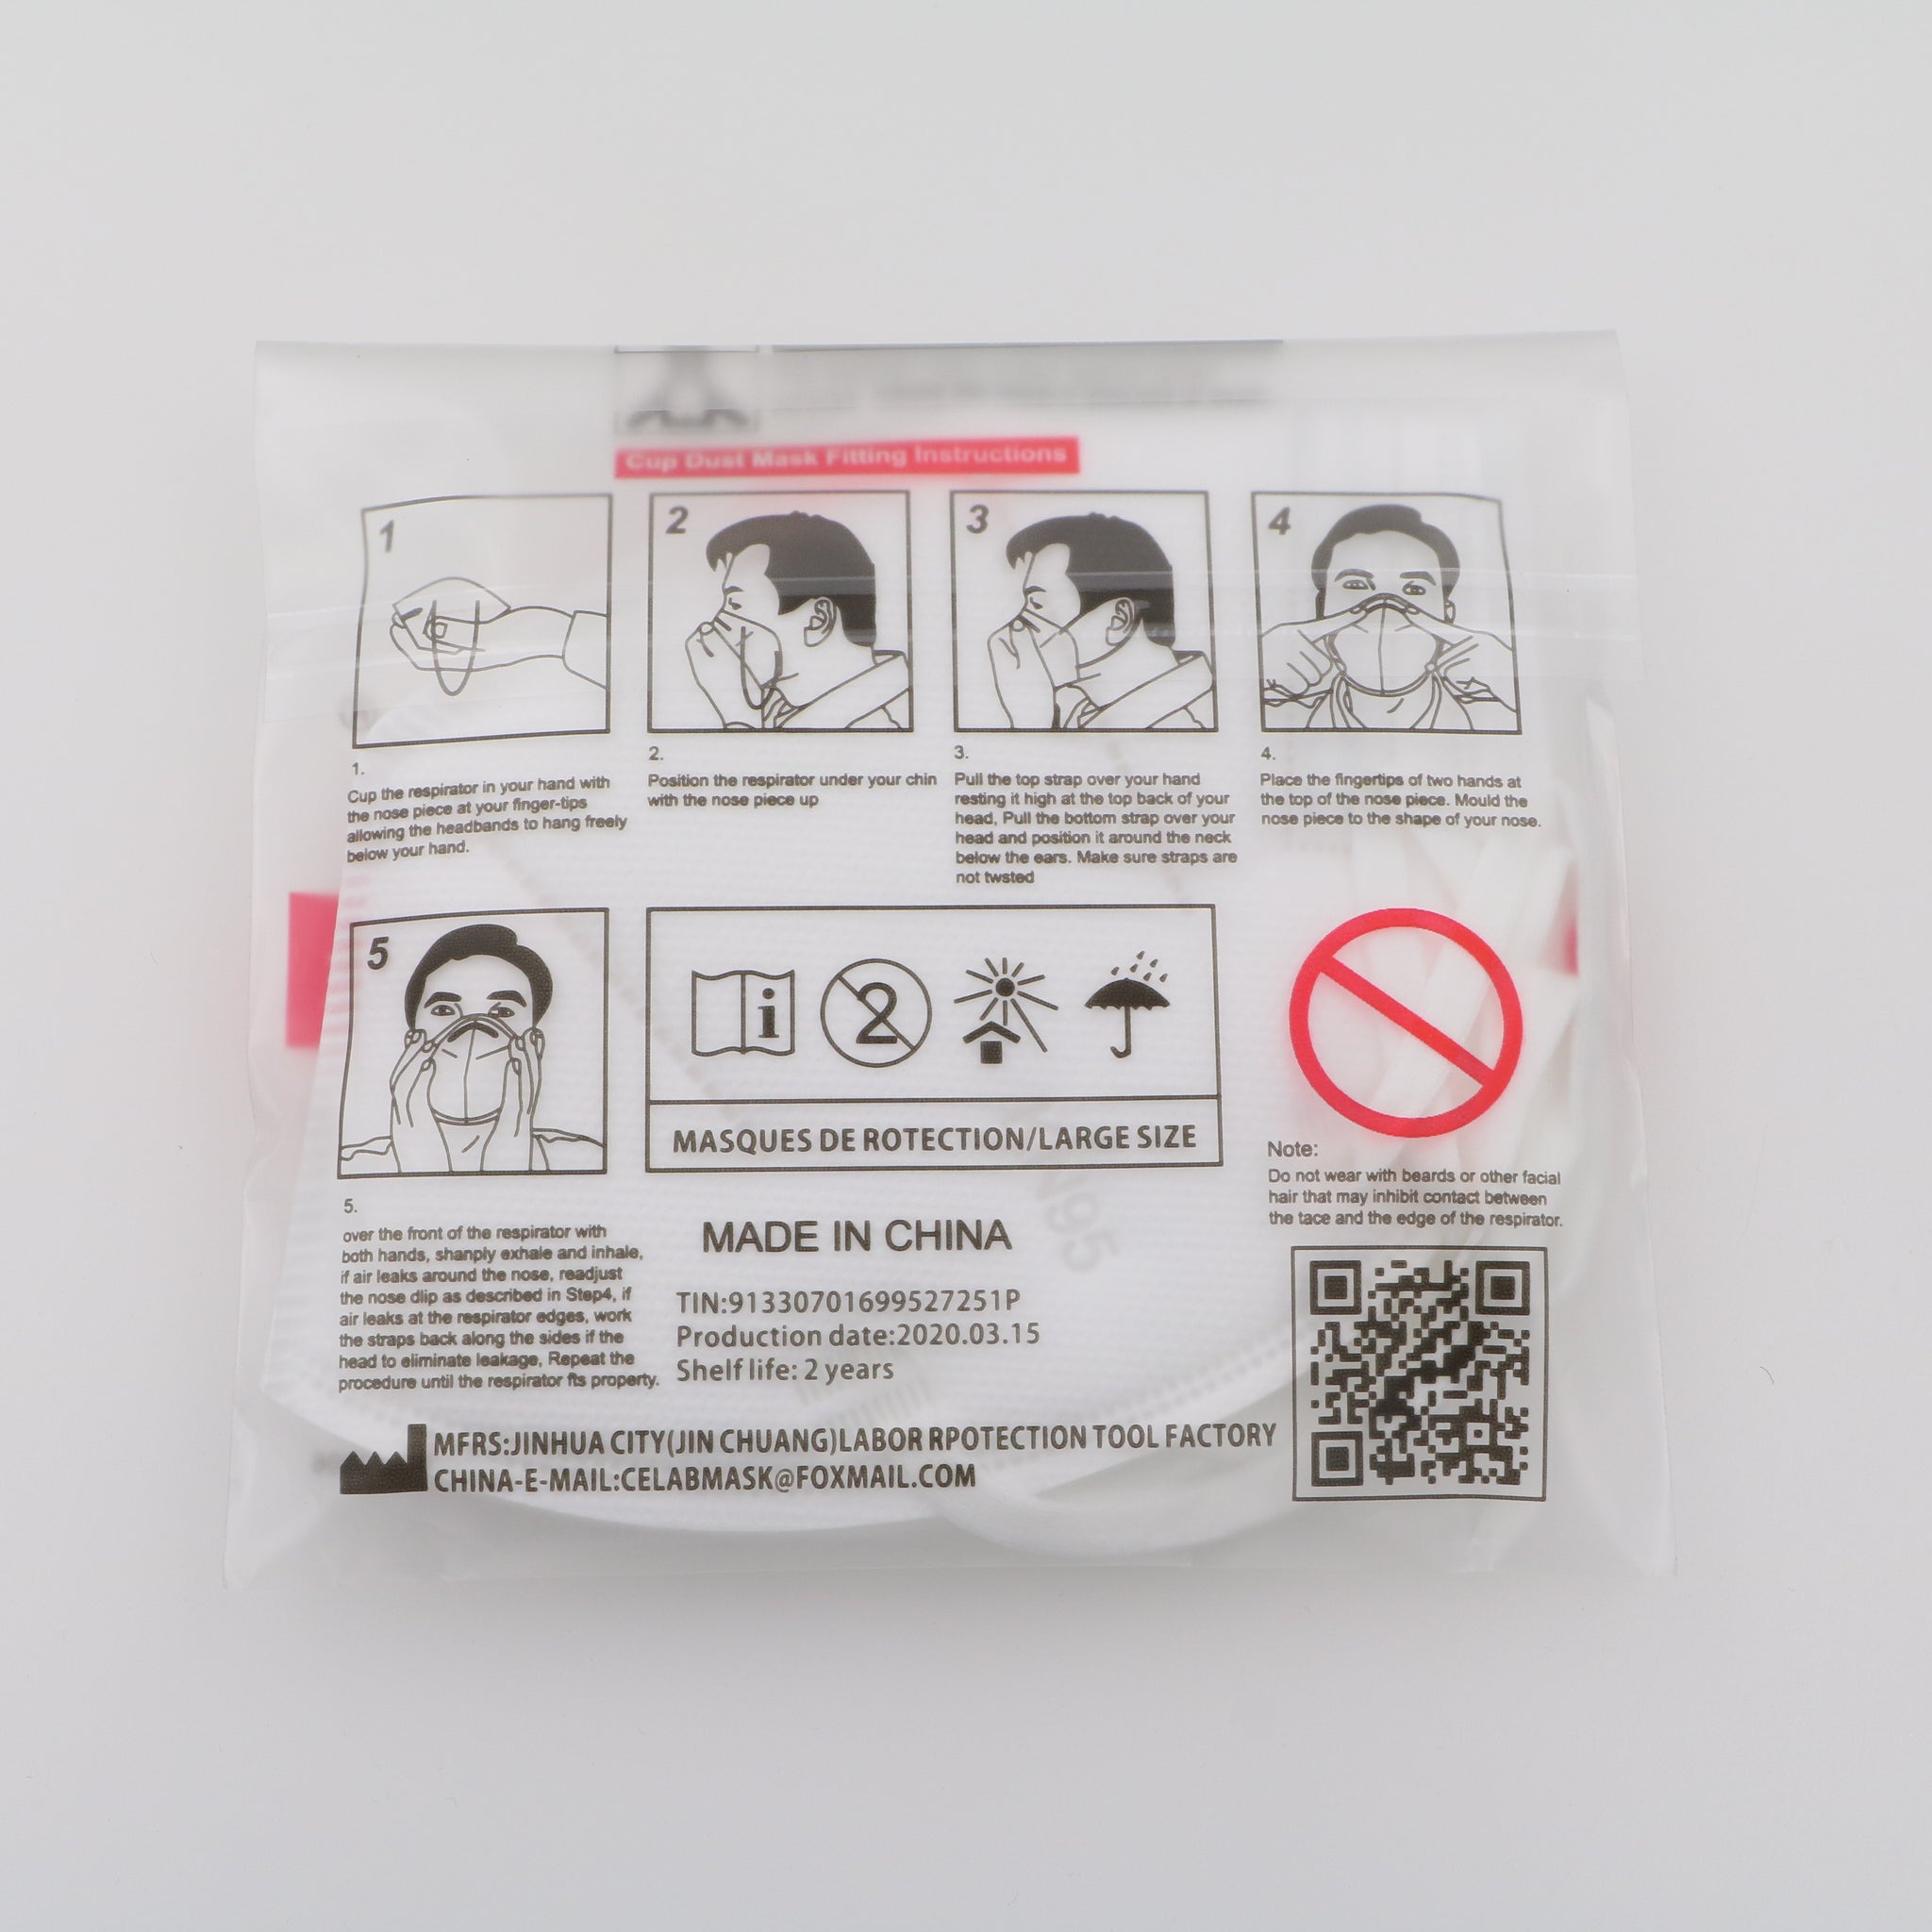 Cup Dust Mask Fitting Instructions
1
2
3
4
1.
Cup the respirator in your hand with
the nose piece at your finger-tips
allowing the headbands to hang freely
below your hand.
2.
Position the respirator under your chin
with the nose piece up
3.
Pull the top strap over your hand
resting it high at the top back of your
head, Pull the bottom strap over your
head and position it around the neck
below the ears. Make sure straps are
not twsted
4.
Place the fingertips of two hands at
the top of the nose piece. Mould the
nose piece to the shape of your nose.
5
i
2
MASQUES DE ROTECTION/LARGE SIZE
Note:
Do not wear with beards or other facial
hair that may inhibit contact between
the tace and the edge of the respirator.
5.
over the front of the respirator with
both hands, shanply exhale and inhale,
if air leaks around the nose, readjust
the nose dlip as described in Step4, if
air leaks at the respirator edges, work
the straps back along the sides if the
head to eliminate leakage, Repeat the
procedure until the respirator fts property.
N95
MADE IN CHINA
TIN:91330701699527251P
Production date:2020.03.15
Shelf life: 2 years
MFRS:JINHUA CITY(JIN CHUANG)LABOR RPOTECTION TOOL FACTORY
CHINA-E-MAIL:CELABMASK@FOXMAIL.COM